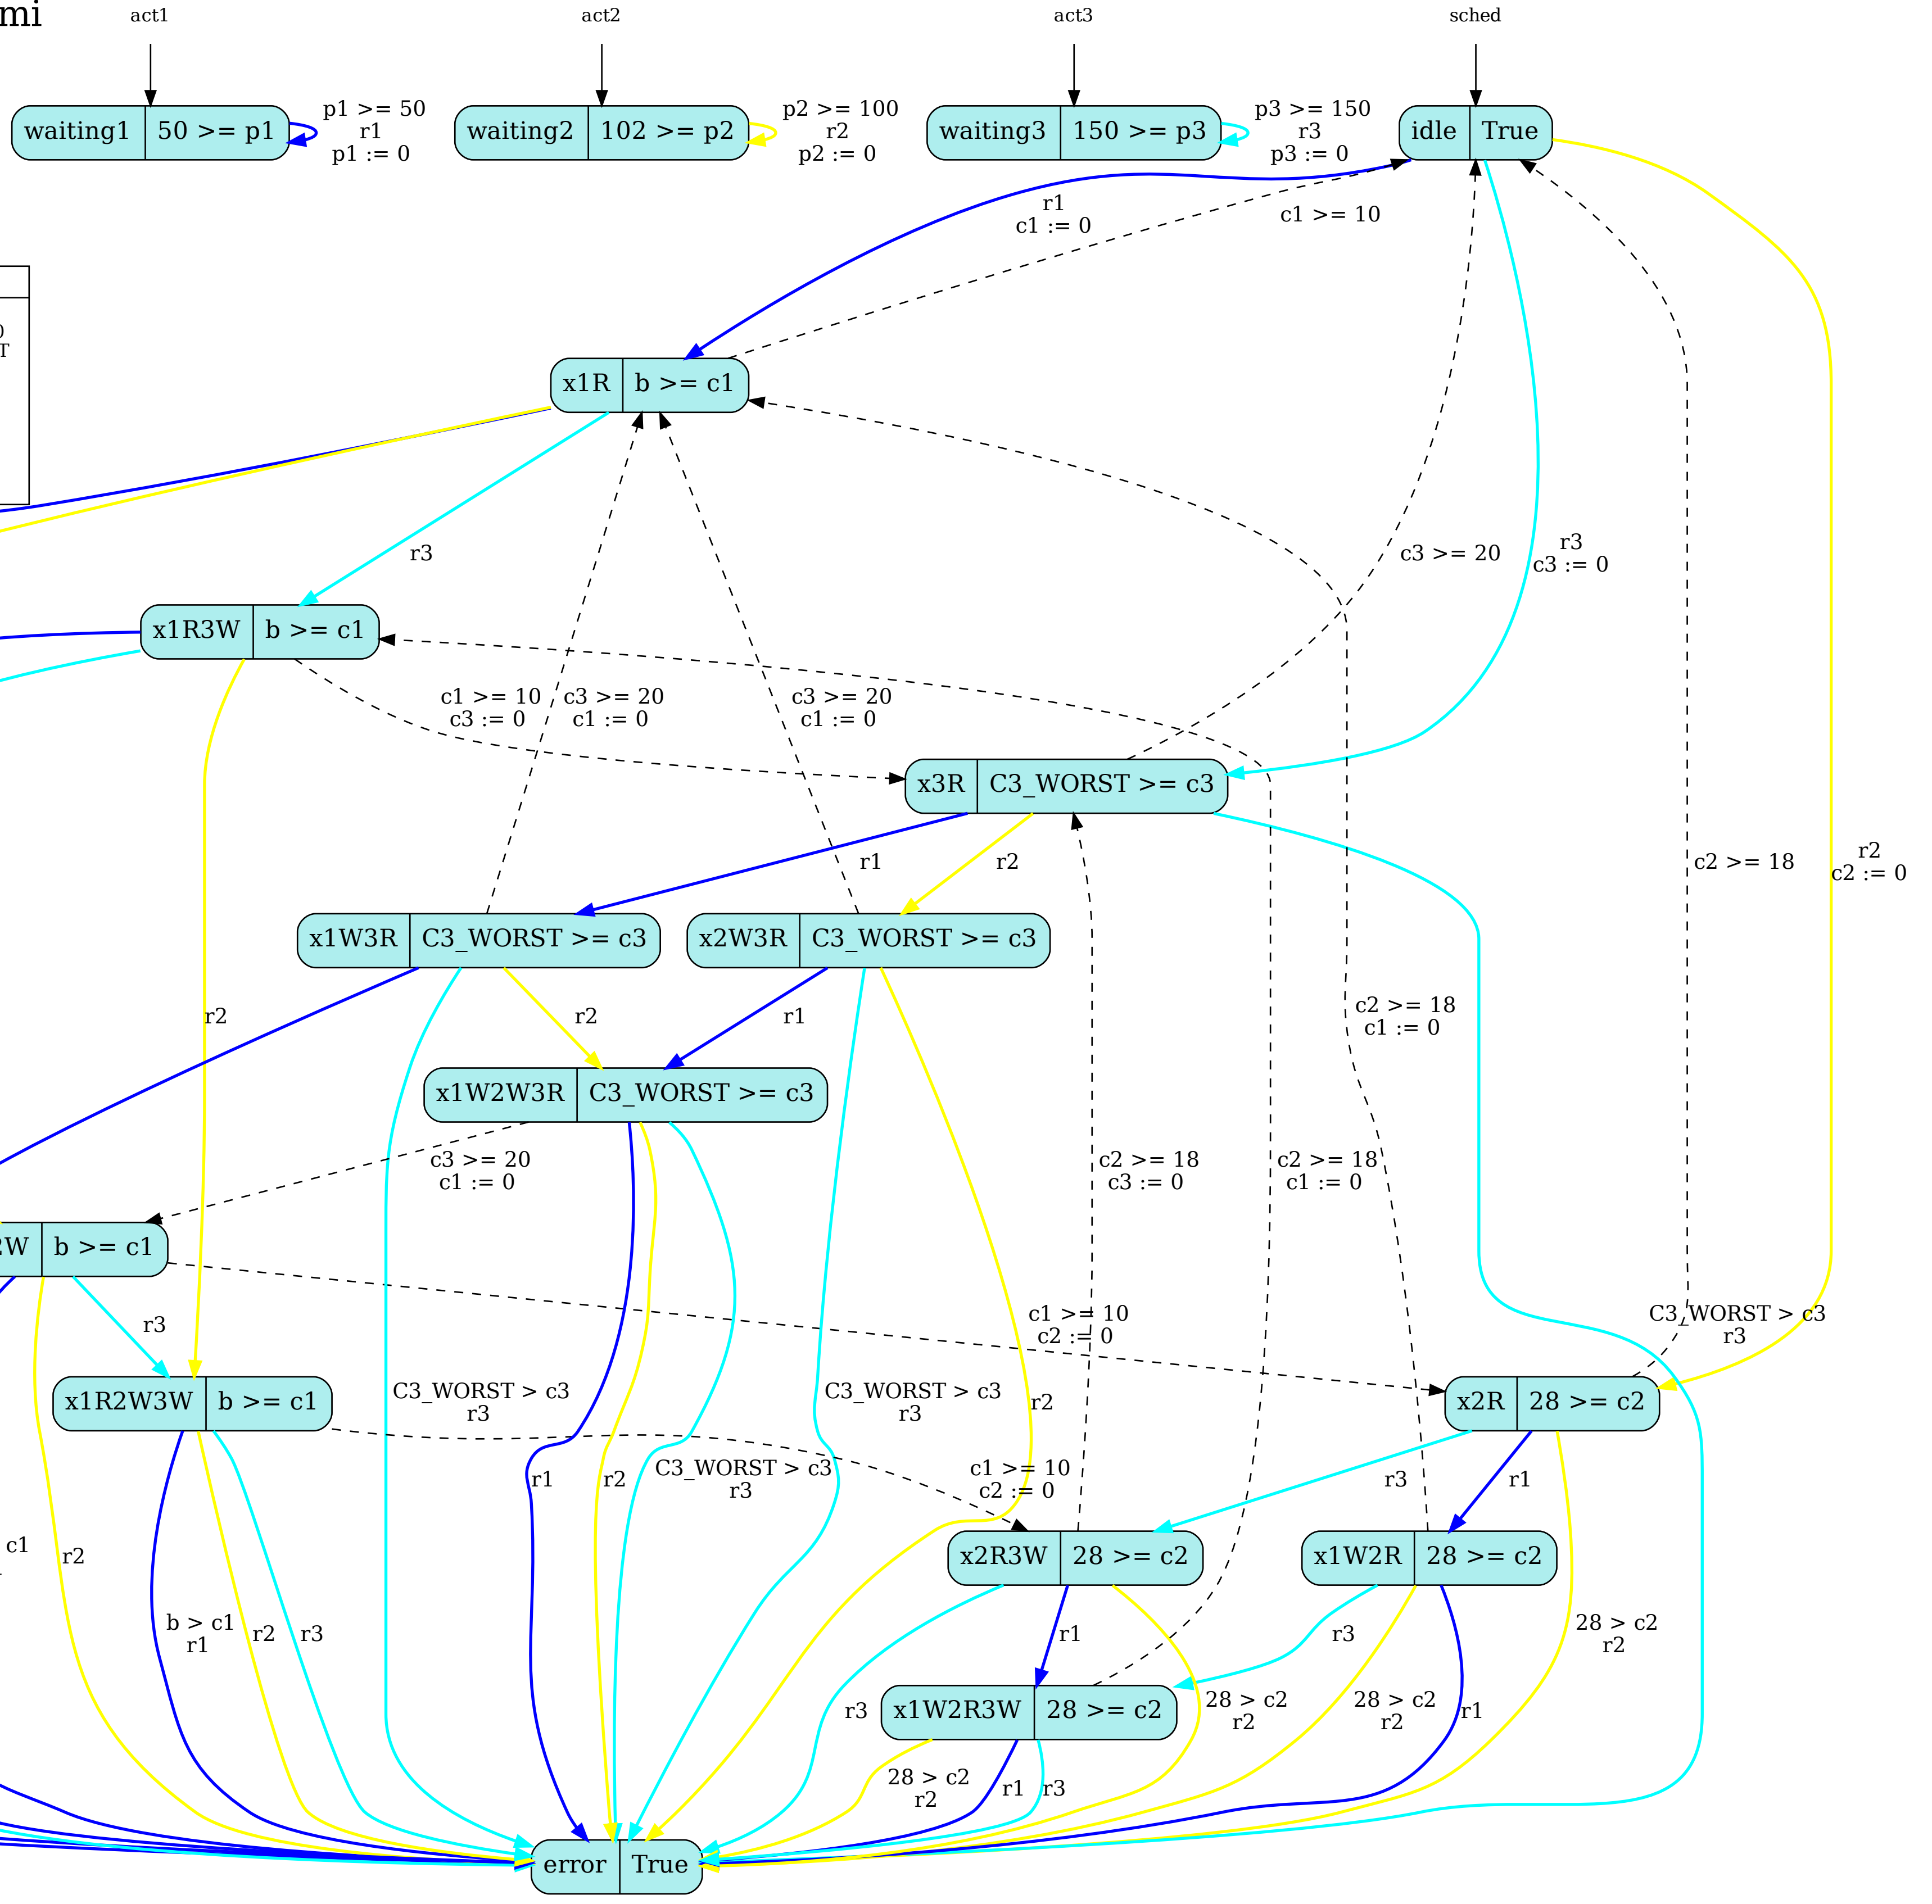 mi
act1
act2
act3
sched
waiting1
50 >= p1
p1 >= 50
r1
p1 := 0
waiting2
102 >= p2
p2 >= 100
r2
p2 := 0
waiting3
150 >= p3
p3 >= 150
r3
p3 := 0
idle
True
r1
c1 := 0
c1 >= 10
T
x1R
b >= c1
r3
c3 >= 20
r3
c3 := 0
x1R3W
b >= c1
c1 >= 10
c3 := 0
c3 >= 20
c1 := 0
c3 >= 20
c1 := 0
x3R
C3_WORST >= c3
r1
r2
c2 >= 18
r2
c2 := 0
x1W3R
C3_WORST >= c3
x2W3R
C3_WORST >= c3
r2
r2
r1
c2 >= 18
c1 := 0
x1W2W3R
C3_WORST >= c3
c3 >= 20
c1 := 0
c2 >= 18
c3 := 0
c2 >= 18
c1 := 0
2W
b >= c1
r3
c1 >= 10
c2 := 0
C3_WORST > c3
r3
x1R2W3W
b >= c1
C3_WORST > c3
r3
C3_WORST > c3
r3
r2
x2R
28 >= c2
r1
r2
C3_WORST > c3
r3
c1 >= 10
c2 := 0
r3
r1
c1
r2
x2R3W
28 >= c2
x1W2R
28 >= c2
b > c1
r1
r2
r3
r1
r3
28 > c2
r2
x1W2R3W
28 >= c2
r3
28 > c2
r2
28 > c2
r2
r1
28 > c2
r2
r1
r3
error
True